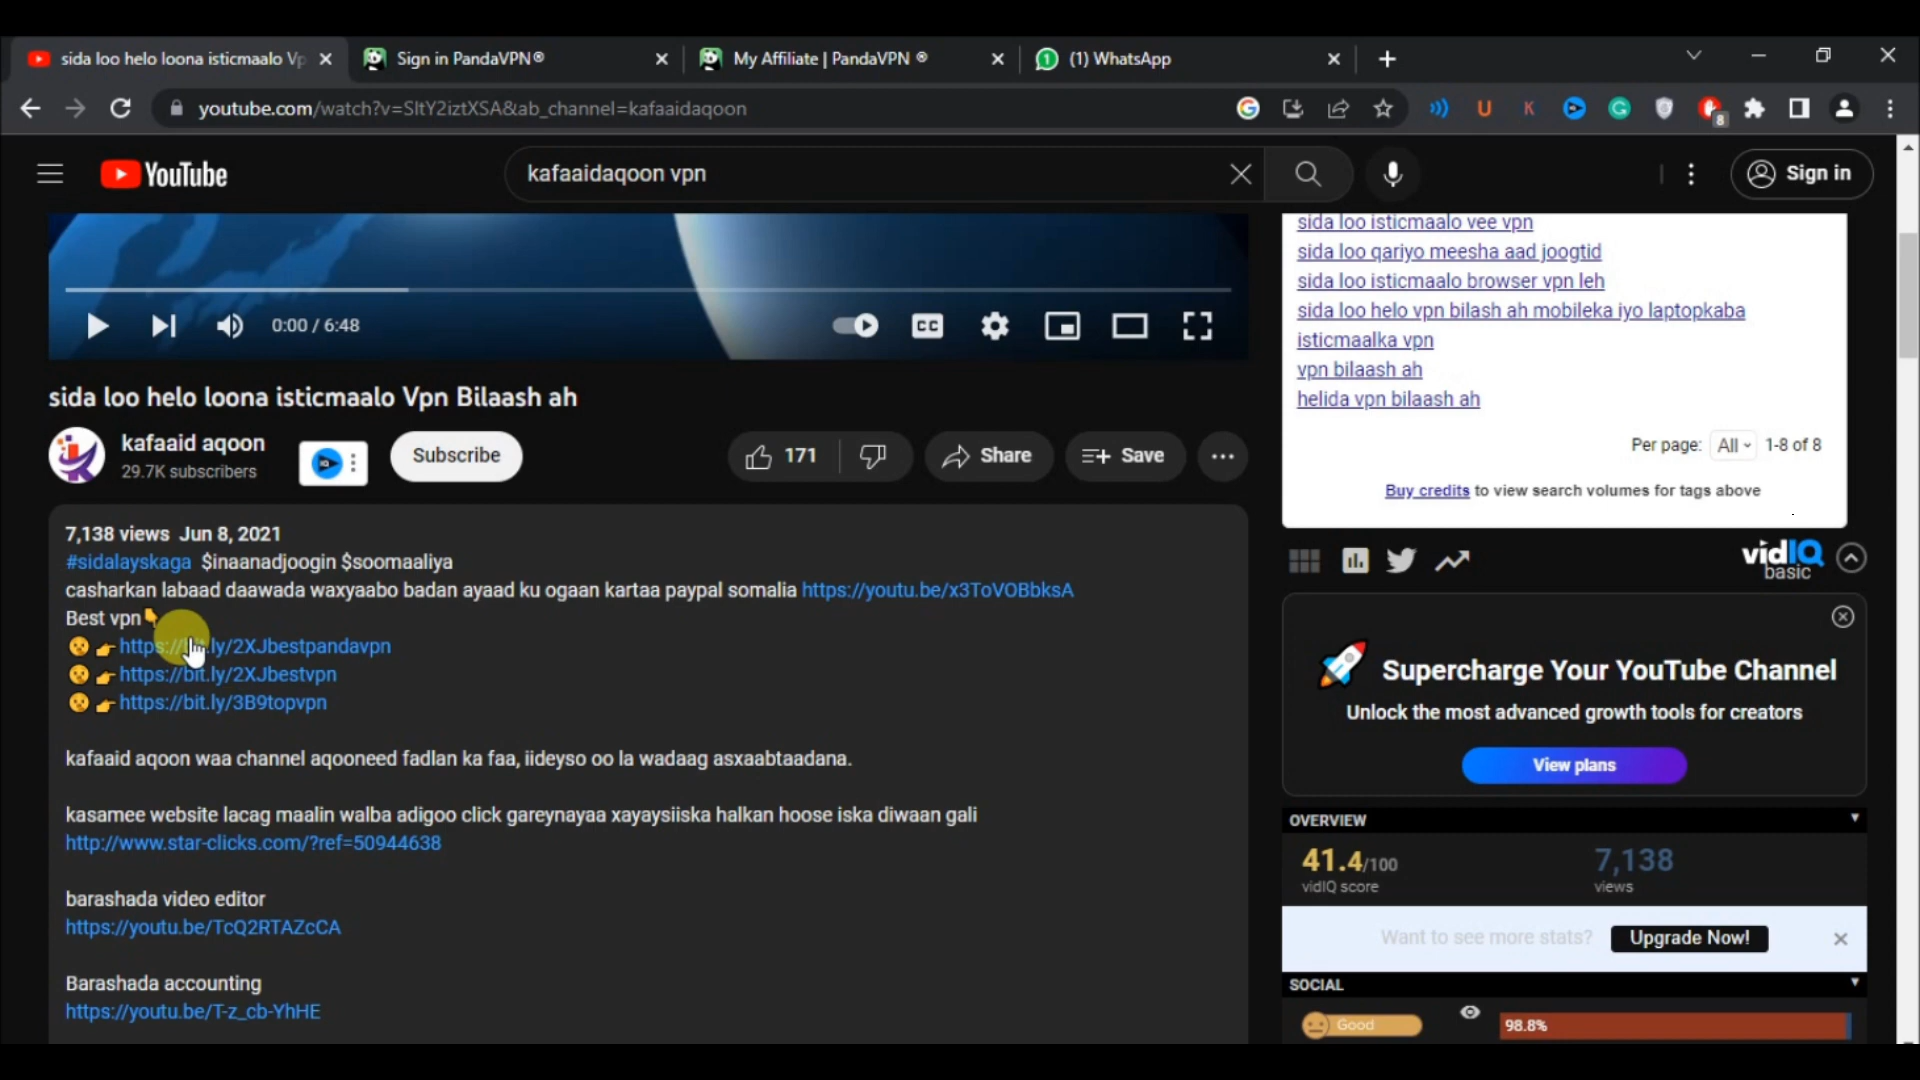 sida loo helo loona isticmaalo Vp
Sign in PandaVPN®
My Affiliate | PandaVPN ®
(1) WhatsApp
youtube.com/watch?v=SltY2iztXSA&ab_channel=kafaaidaqoon
8
YouTube
kafaaidaqoon vpn
Sign in
sida loo isticmaalo vee vpn
sida loo qariyo meesha aad joogtid
sida loo isticmaalo browser vpn leh
sida loo helo vpn bilash ah mobileka iyo laptopkaba
isticmaalka vpn
vpn bilaash ah
helida vpn bilaash ah
Per page: All 1-8 of 8
Buy credits to view search volumes for tags above
0:00 / 6:48
CC
sida loo helo loona isticmaalo Vpn Bilaash ah
kafaaid aqoon
29.7K subscribers
Subscribe
171
Share
Save
7,138 views Jun 8, 2021
#sidalayskaga $inaanadjoogin $soomaaliya
casharkan labaad daawada waxyaabo badan ayaad ku ogaan kartaa paypal somalia https://youtu.be/x3ToVOBbksA
Best vpn👇
😗 👉https://bit.ly/2XJbestpandavpn
😗 👉https://bit.ly/2XJbestvpn
😗 👉https://bit.ly/3B9topvpn
kafaaid aqoon waa channel aqooneed fadlan ka faa, iideyso oo la wadaag asxaabtaadana.
kasamee website lacag maalin walba adigoo click gareynayaa xayaysiiska halkan hoose iska diwaan gali
http://www.star-clicks.com/?ref=50944638
barashada video editor
https://youtu.be/TcQ2RTAZcCA
Barashada accounting
https://youtu.be/T-z_cb-YhHE
vidIQ
basic
Supercharge Your YouTube Channel
Unlock the most advanced growth tools for creators
View plans
OVERVIEW
41.4/100
vidIQ score
7,138
views
Want to see more stats? Upgrade Now!
SOCIAL
Good
98.8%